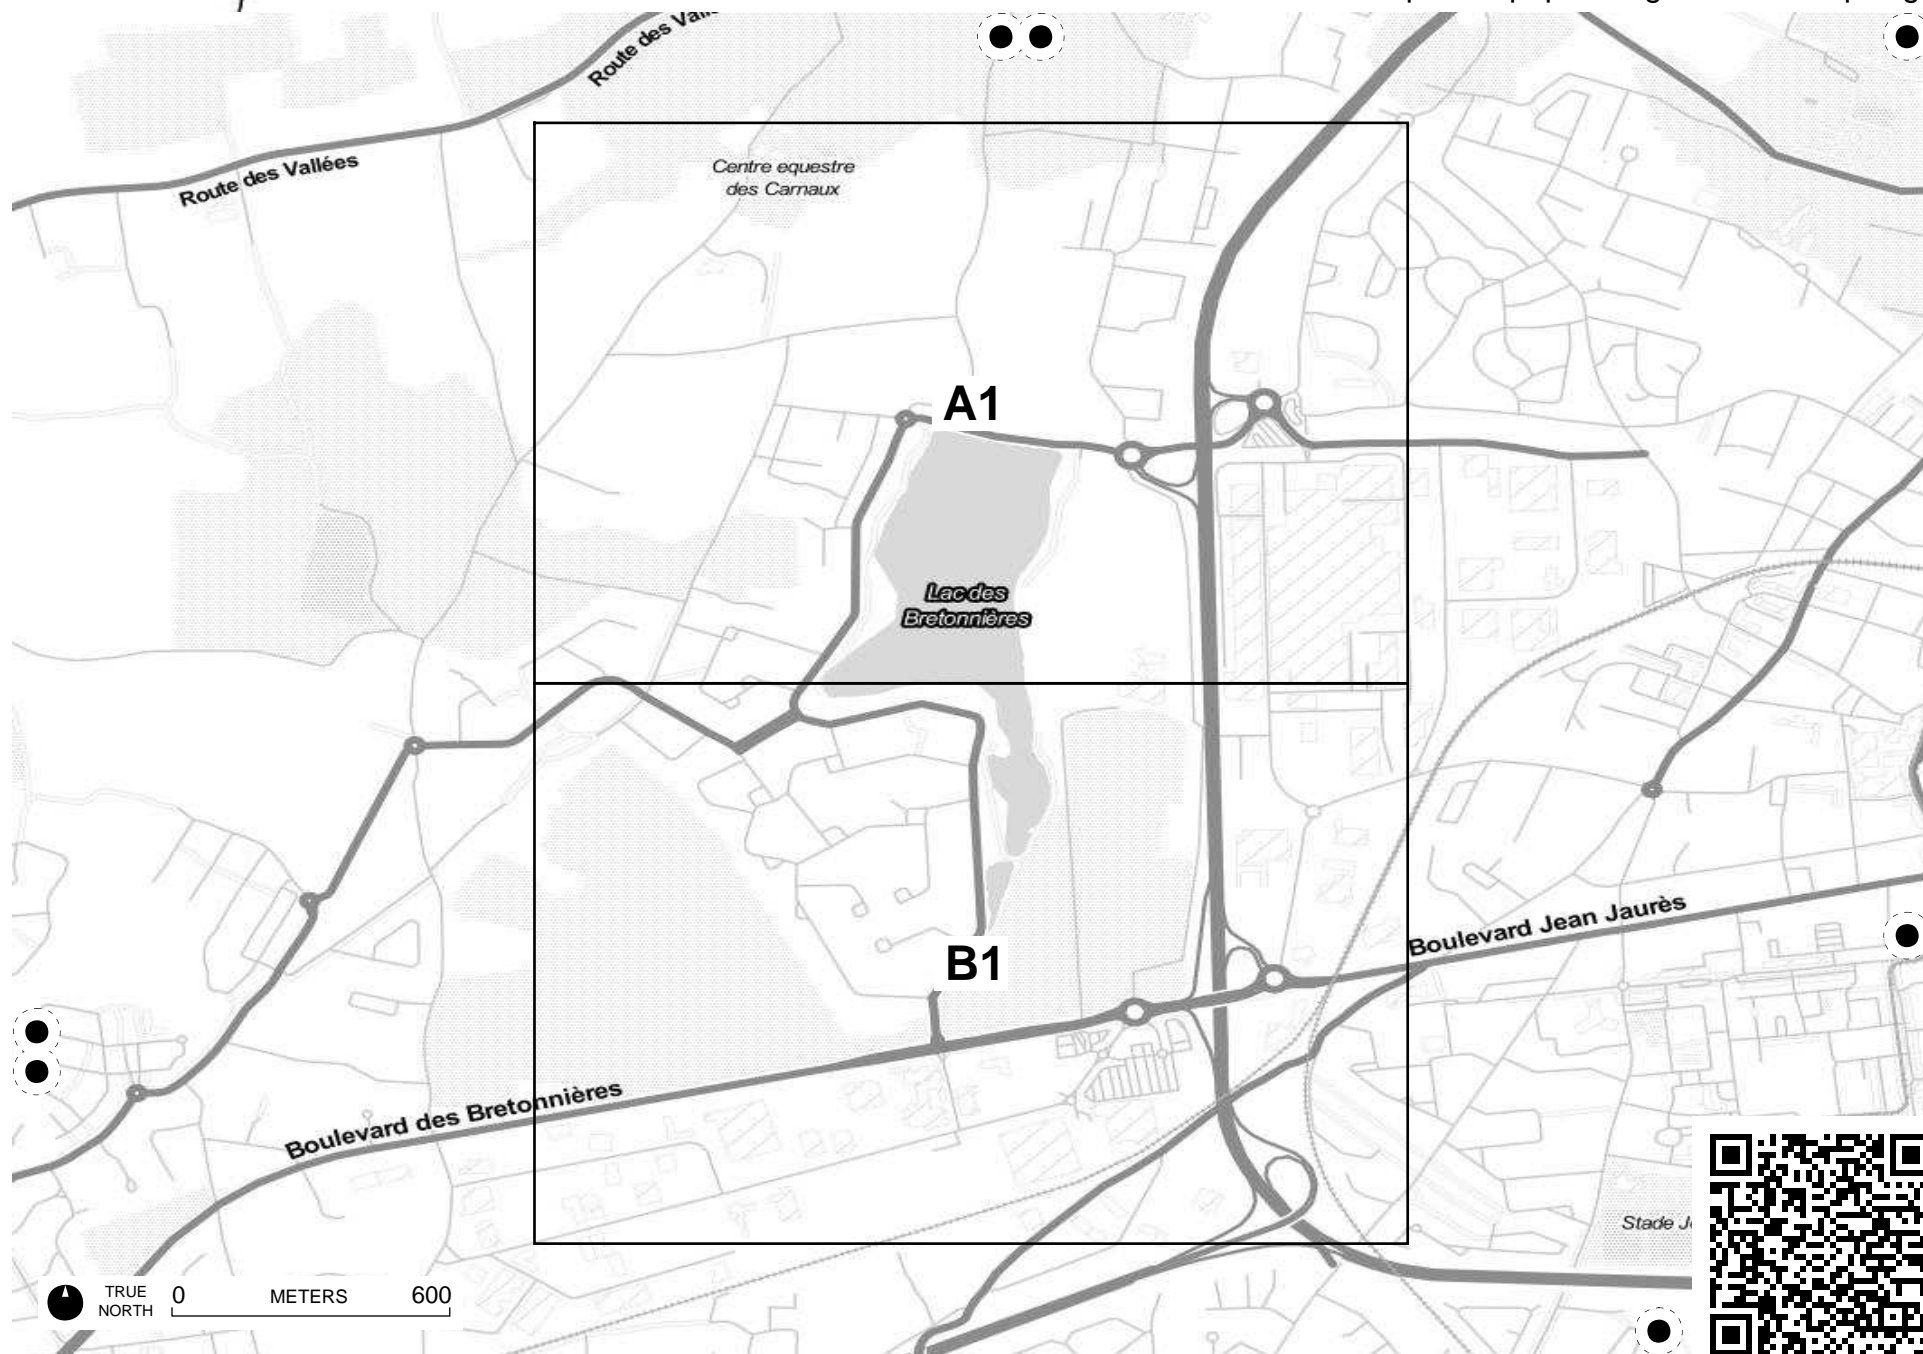 Route des
Route des Vallées
Centre equestre
des Carnaux
A1
Lac des
Bretonnières
B1
Boulevard Jean Jaurès
Boulevard des Bretonnières
Stade
TRUE
NORTH
0 METERS 600